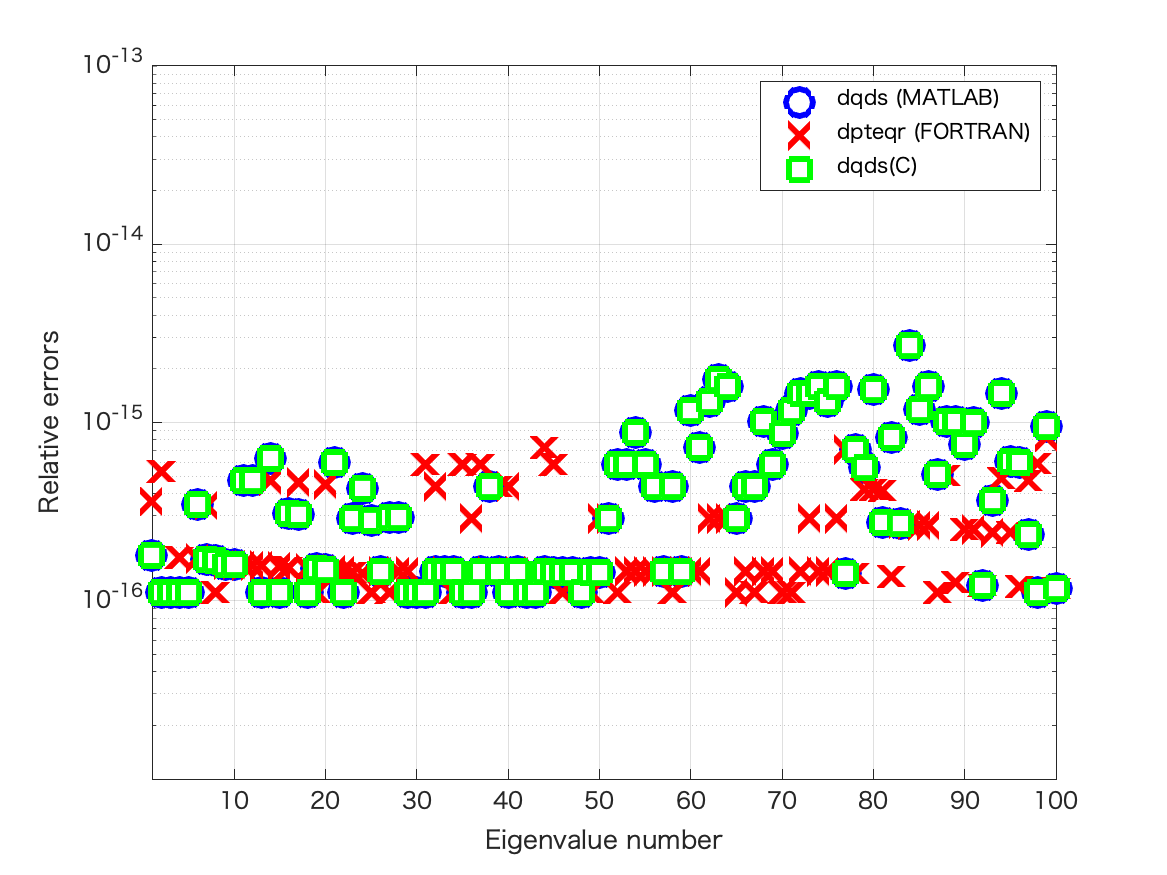 10-13
dqds (MATLAB)
dpteqr (FORTRAN)
dqds(C)
10-14
10-15
10-16
Relative errors
10 20 30 40 50 60 70 80 90 100
Eigenvalue number